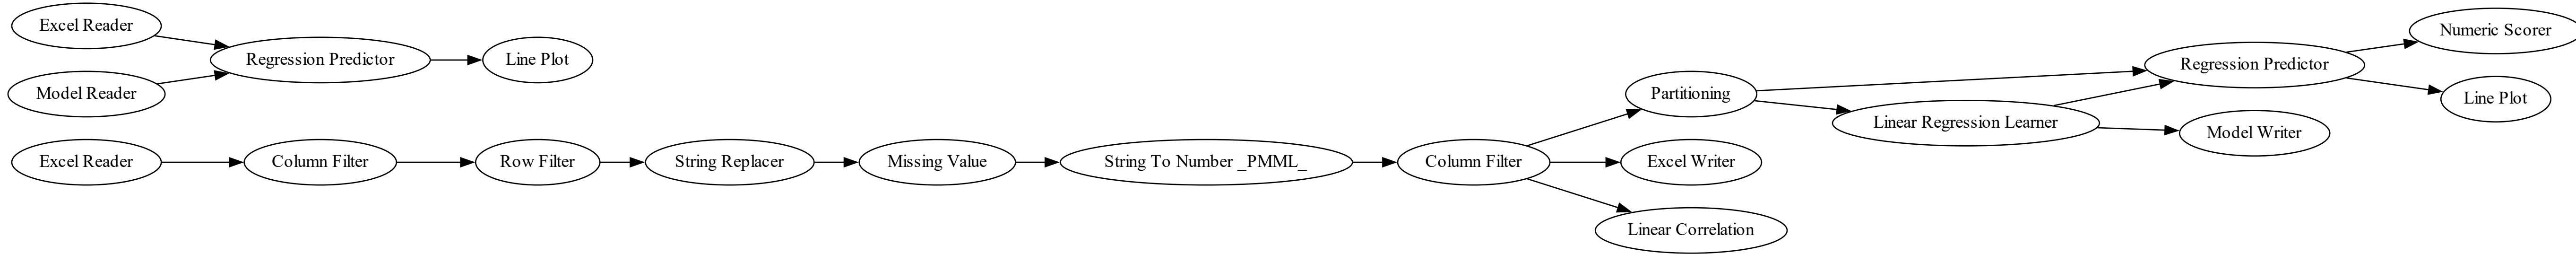 Excel Reader
Model Reader
Regression Predictor
Line Plot
Excel Reader
Column Filter
Row Filter
String Replacer
Missing Value
String To Number _PMML_
Column Filter
Partitioning
Excel Writer
Linear Correlation
Linear Regression Learner
Regression Predictor
Model Writer
Numeric Scorer
Line Plot